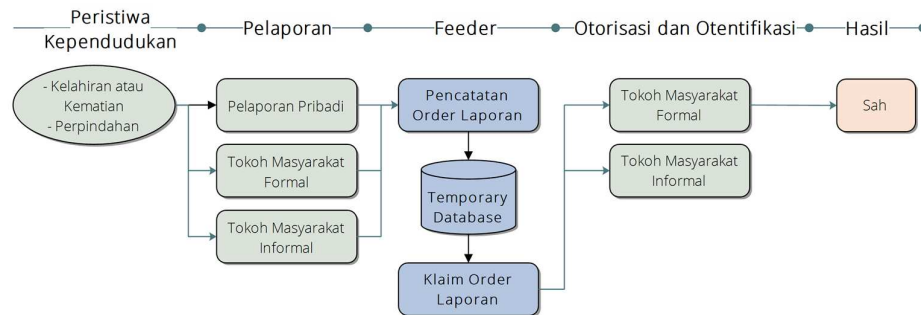 Peristiwa
Kependudukan
Pelaporan
Feeder
Otorisasi dan Otentifikasi
Hasil
- Kelahiran atau
Kematian
- Perpindahan
Pelaporan Pribadi
Tokoh Masyarakat
Formal
Tokoh Masyarakat
Informal
Pencatatan
Order Laporan
Temporary
Database
Klaim Order
Laporan
Tokoh Masyarakat
Formal
Tokoh Masyarakat
Informal
Sah